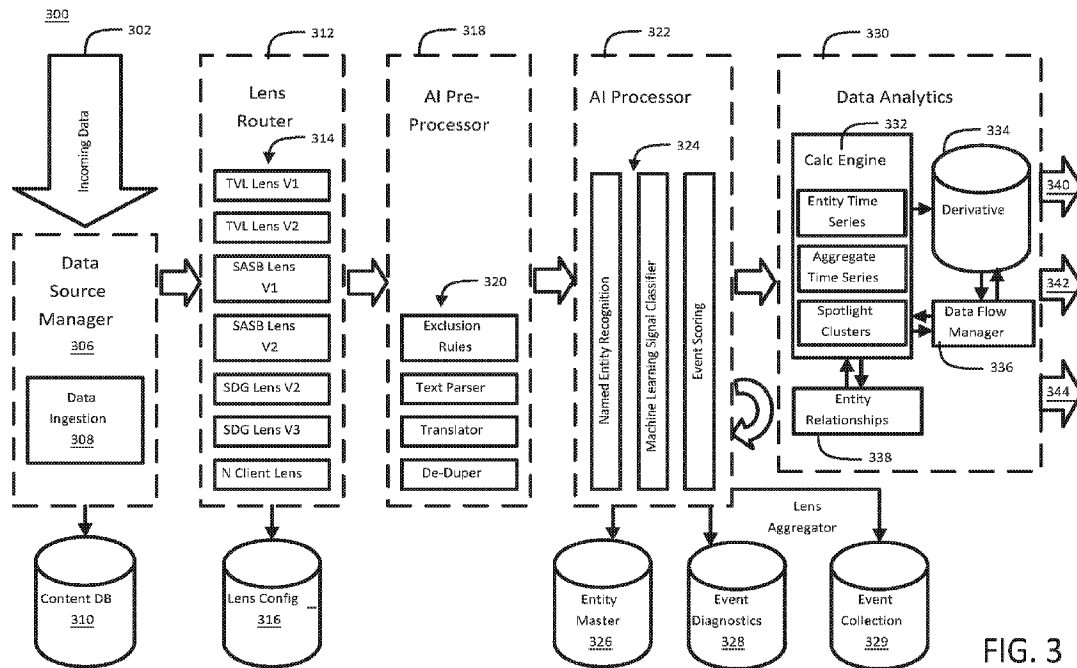 300
302
Incoming Data
Data
Source
Manager
306
Data
Ingestion
308
Content DB
310
312
Lens
Router
314
TVL Lens V1
TVL Lens V2
SASB Lens
V1
SASB Lens
V2
SDG Lens V2
SDG Lens V3
N Client Lens
Lens Config
316
318
AI Pre-
Processor
320
Exclusion
Rules
Text Parser
Translator
De-Duper
322
AI Processor
324
Named Entity Recognition
Machine Learning Signal Classifier
Event Scoring
Lens
Aggregator
Entity
Master
326
Event
Diagnostics
328
Event
Collection
329
330
Data Analytics
332
Calc Engine
Entity Time
Series
Aggregate
Time Series
Spotlight
Clusters
334
Derivative
Data Flow
Manager
336
Entity
Relationships
338
340
342
344
FIG. 3